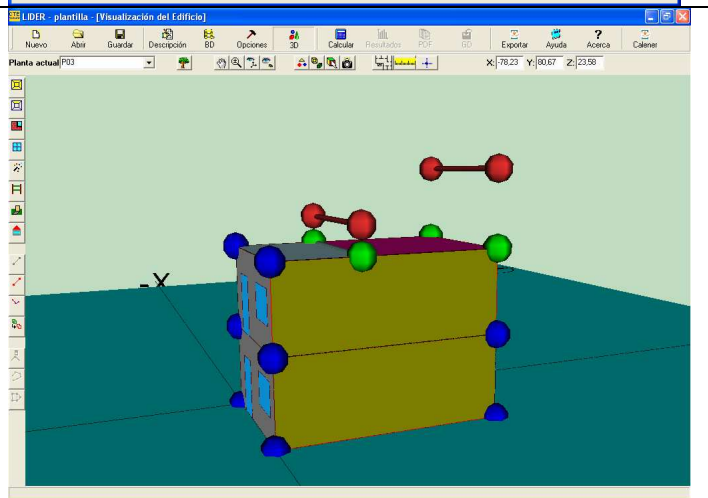 LIDER - plantilla - [Visualización del Edificio]
Nuevo Abrir Guardar Descripción BD Opciones 3D Calcular Resultados PDF GD Exportar Ayuda Acerca Calener
Planta actual P03 X: -78,23 Y: 80,67 Z: 23,58
-X